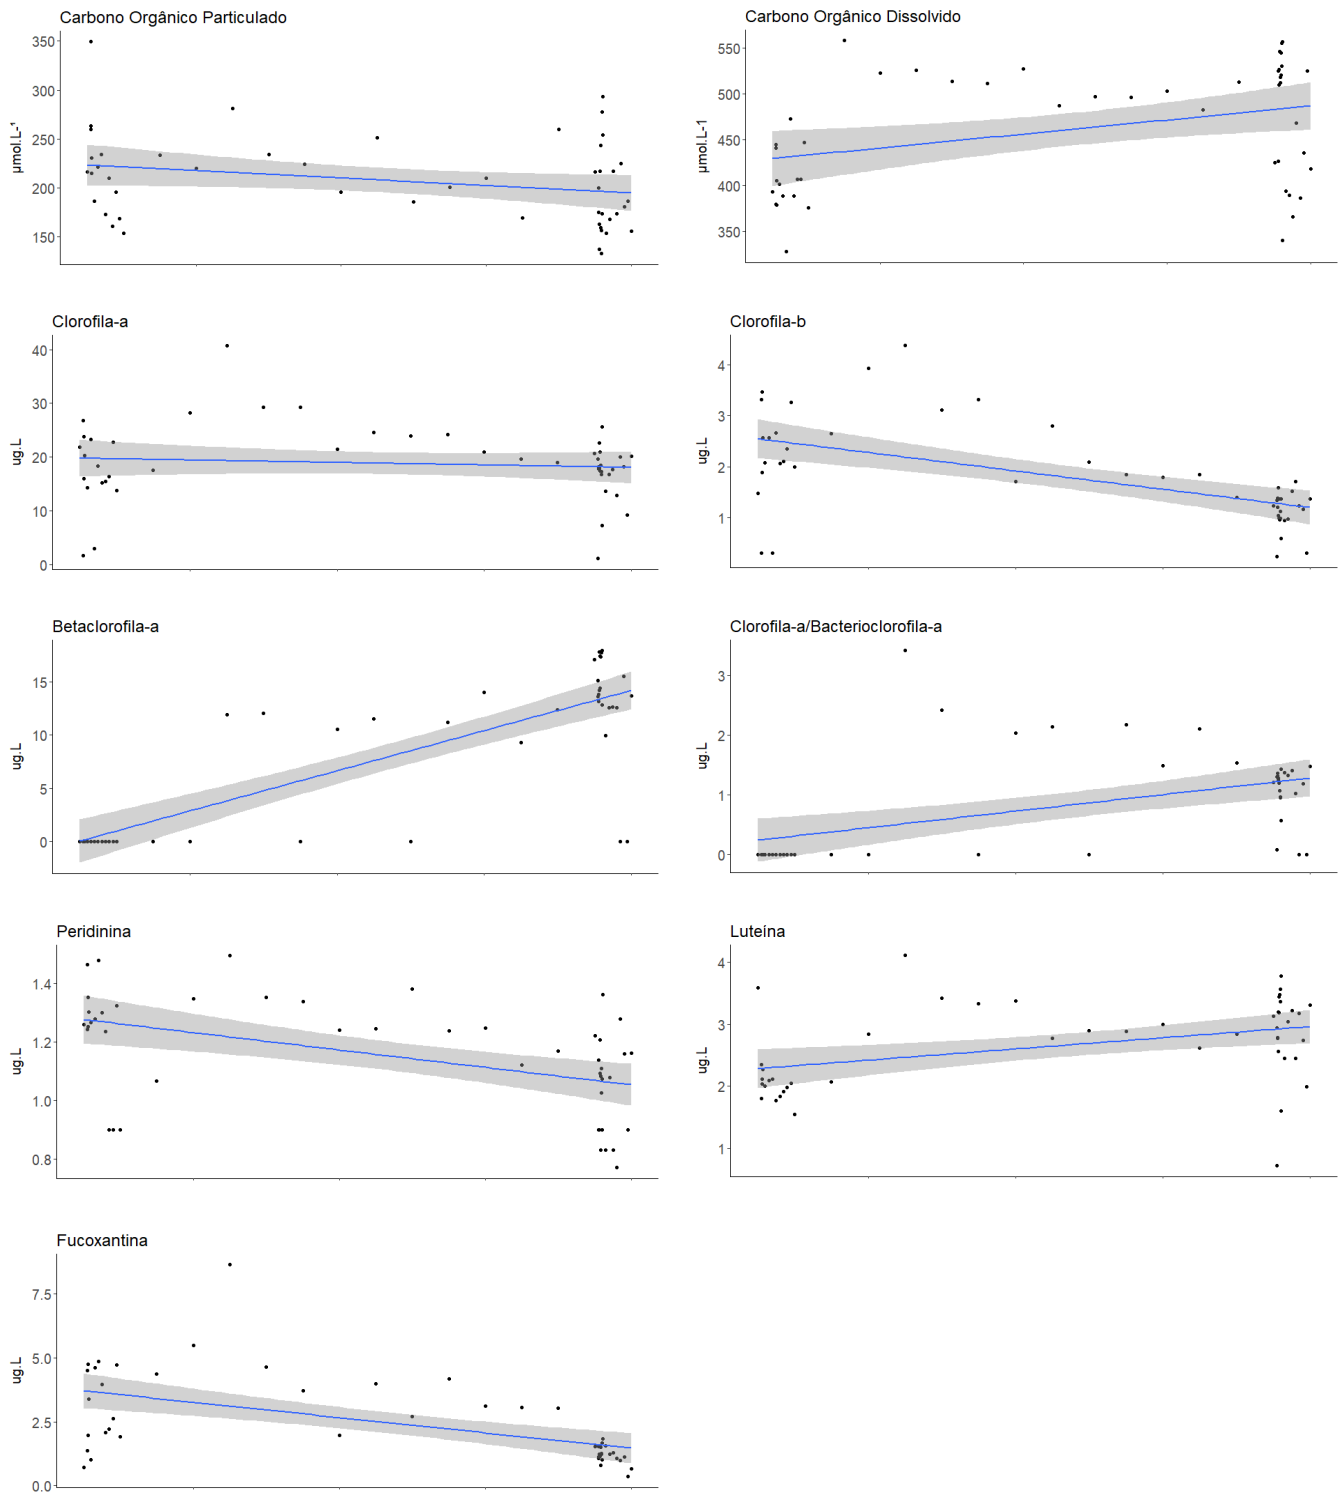 Carbono Orgânico Particulado
350
300
250
200
150
µmol.L-¹
Carbono Orgânico Dissolvido
550
500
450
400
350
µmol.L-1
Clorofila-a
40
30
20
10
0
ug.L
Clorofila-b
4
3
2
1
ug.L
Betaclorofila-a
15
10
5
0
ug.L
Clorofila-a/Bacterioclorofila-a
3
2
1
0
ug.L
Peridinina
1.4
1.2
1.0
0.8
ug.L
Luteína
4
3
2
1
ug.L
Fucoxantina
7.5
5.0
2.5
0.0
ug.L